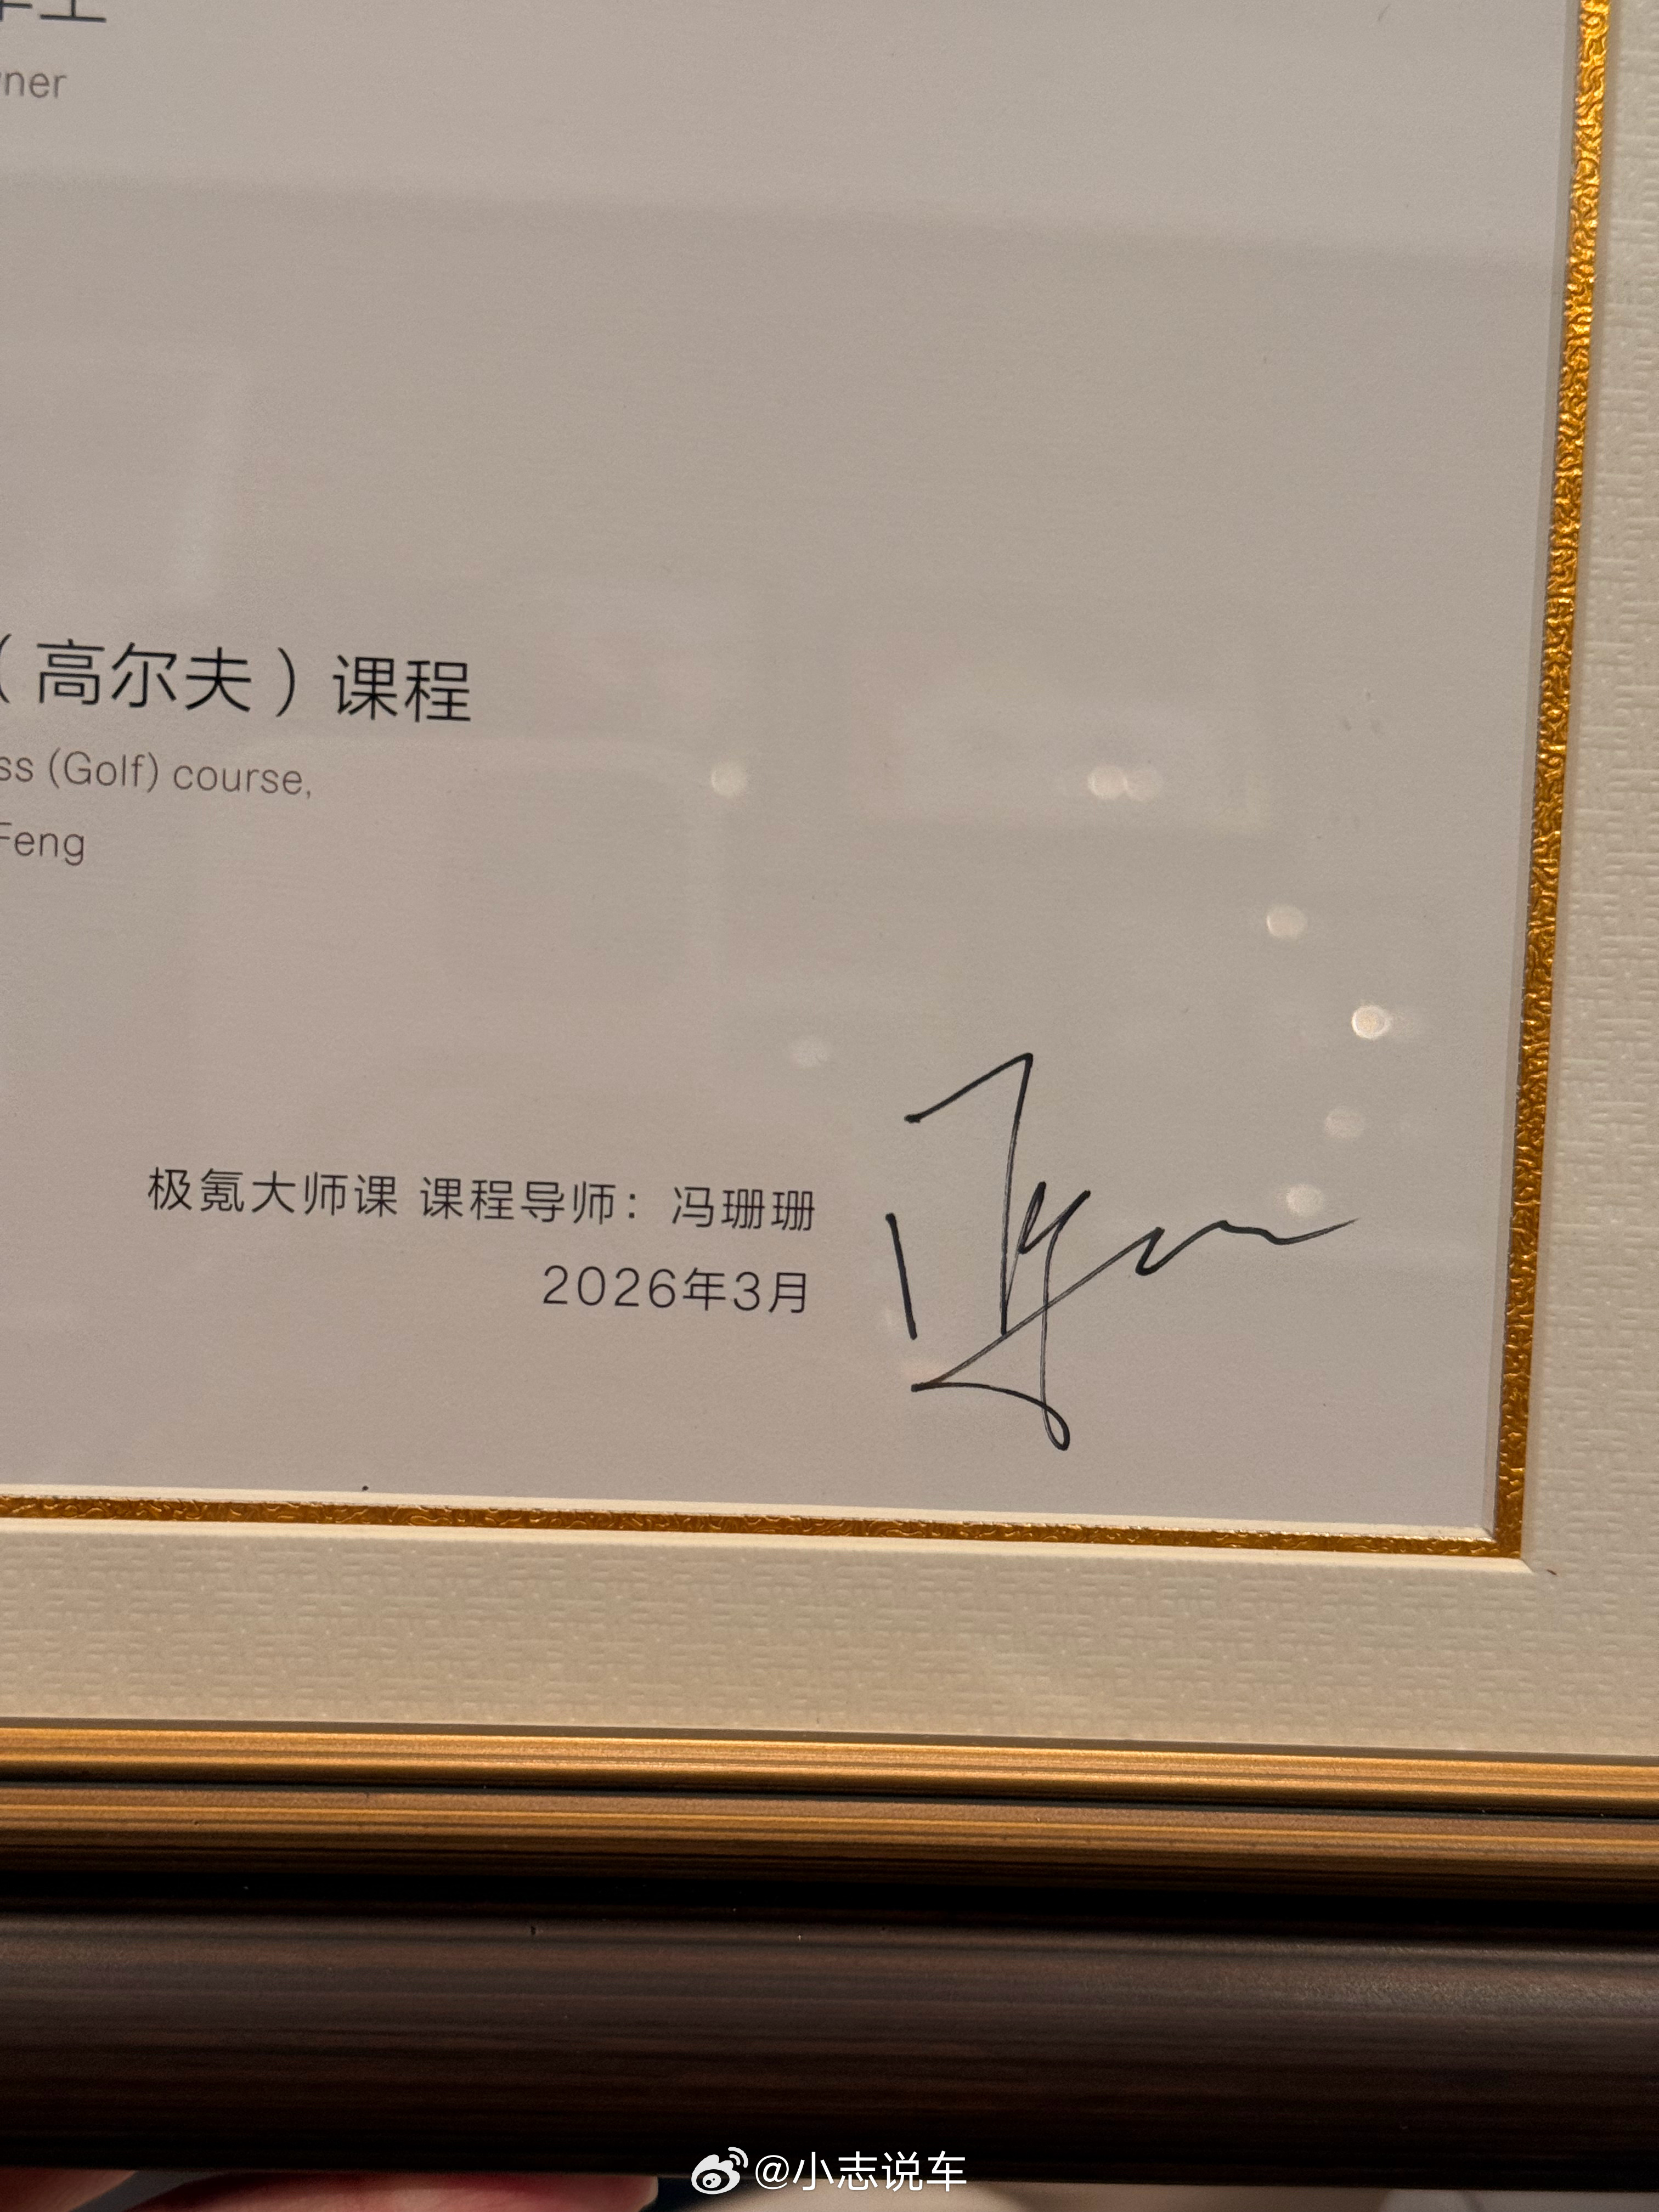 ner
（高尔夫）课程
ss (Golf) course,
Feng
极氪大师课 课程导师：冯珊珊
2026年3月
@小志说车